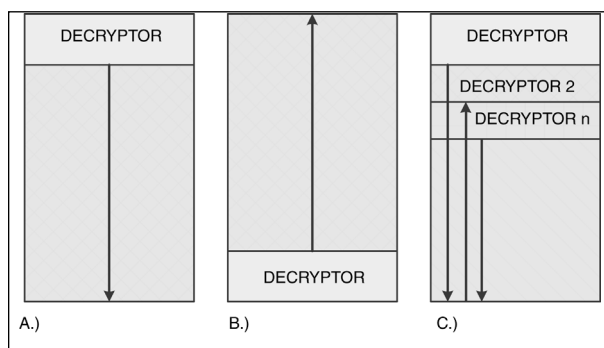 DECRYPTOR
DECRYPTOR
DECRYPTOR
DECRYPTOR 2
DECRYPTOR n
A.)
B.)
C.)